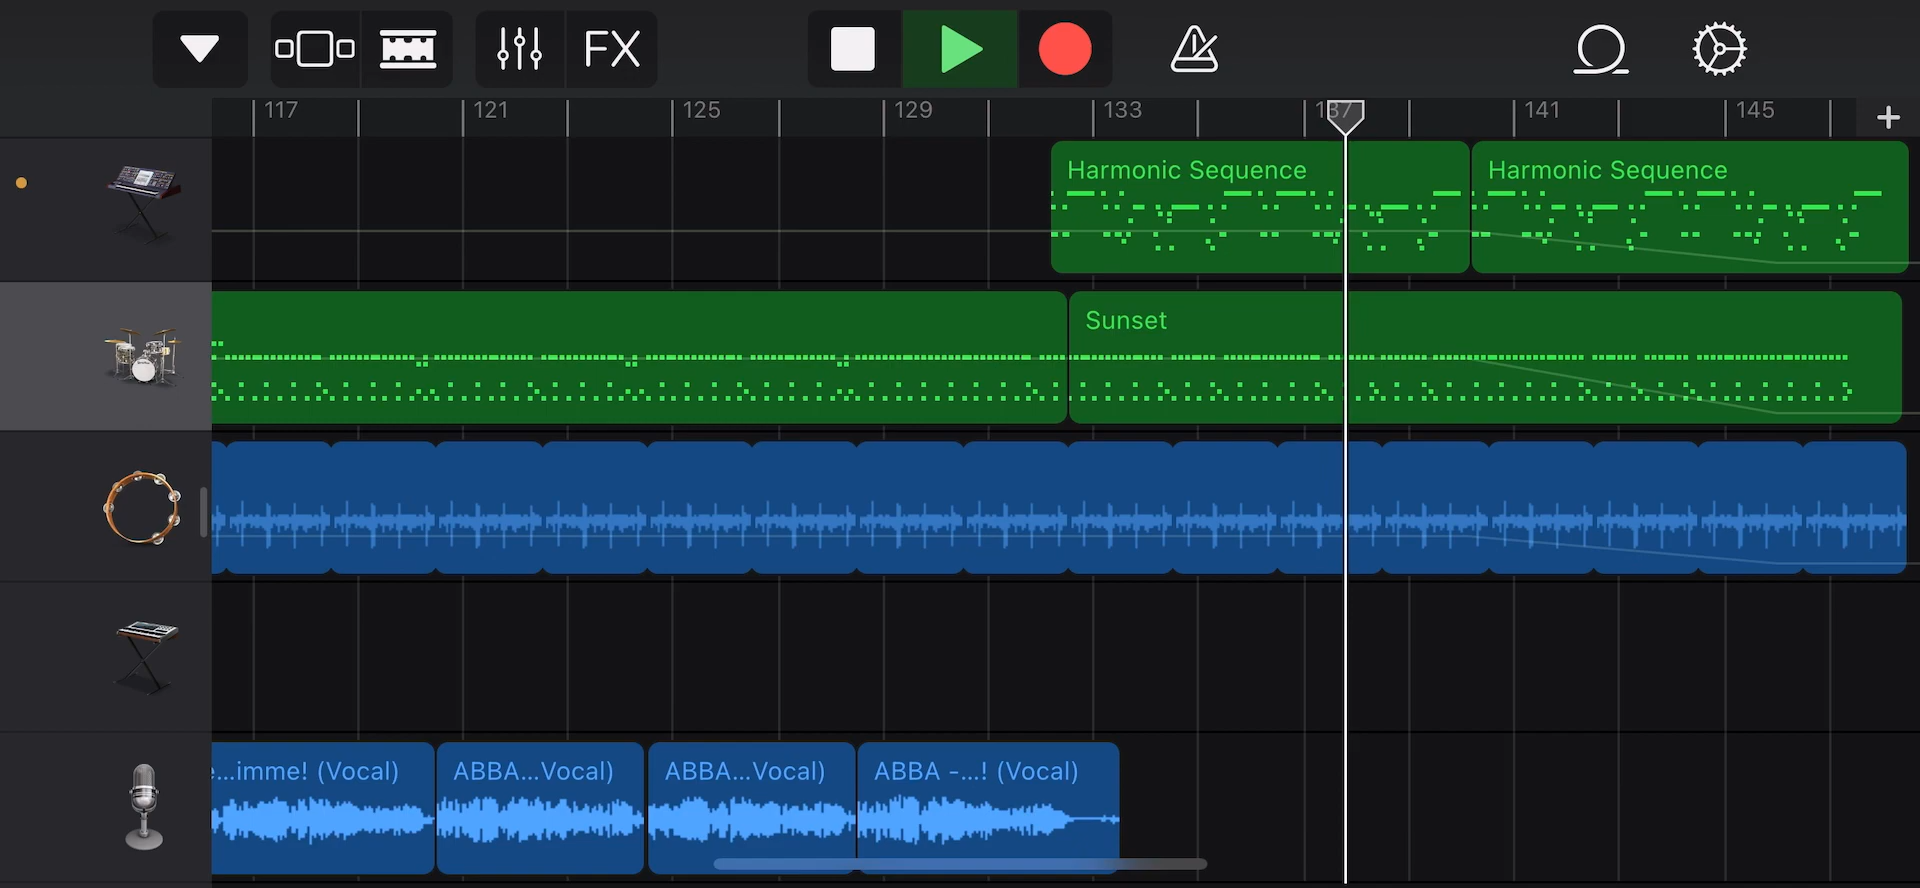 FX
117 121 125 129 133 137 141 145
Harmonic Sequence Harmonic Sequence
Sunset
e...imme! (Vocal) ABBA...Vocal) ABBA...Vocal) ABBA -...! (Vocal)